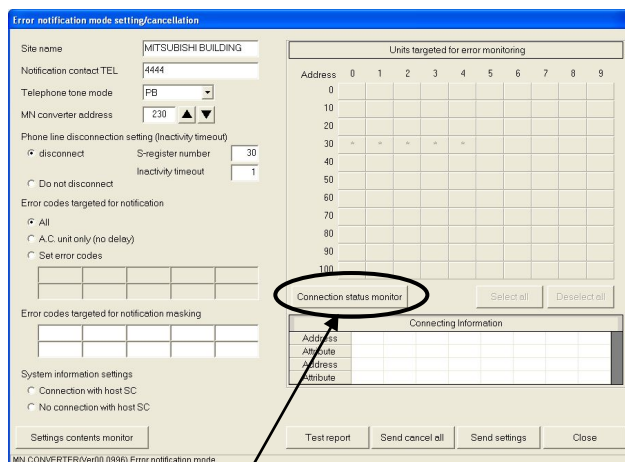 Error notification mode setting/cancellation
Site name MITSUBISHI BUILDING
Notification contact TEL 4444
Telephone tone mode PB
MN converter address 230
Phone line disconnection setting (Inactivity timeout)
disconnect S-register number 30
Inactivity timeout 1
Do not disconnect
Error codes targeted for notification
All
A.C. unit only (no delay)
Set error codes
Error codes targeted for notification masking
System information settings
Connection with host SC
No connection with host SC
Settings contents monitor
Units targeted for error monitoring
Address 0 1 2 3 4 5 6 7 8 9
0
10
20
30 * * * * *
40
50
60
70
80
90
100
Connection status monitor Select all Deselect all
Connecting Information
Address
Attribute
Address
Attribute
Test report Send cancel all Send settings Close
MN CONVERTER(Ver00.0996) Error notification mode